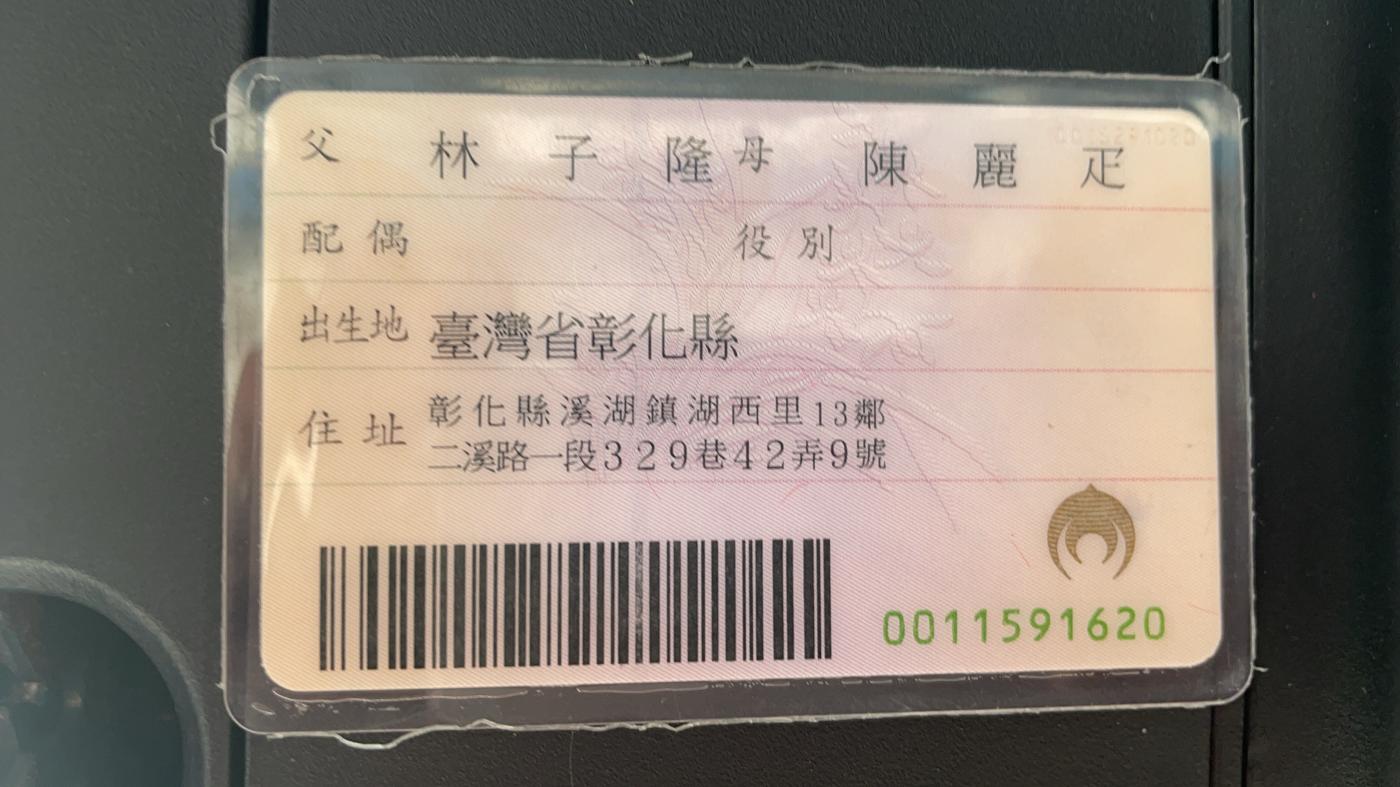 父 林子隆 母 陳麗疋
配偶 役別
出生地 臺灣省彰化縣
住址 彰化縣溪湖鎮湖西里13鄰
二溪路一段329巷42弄9號
0011591620